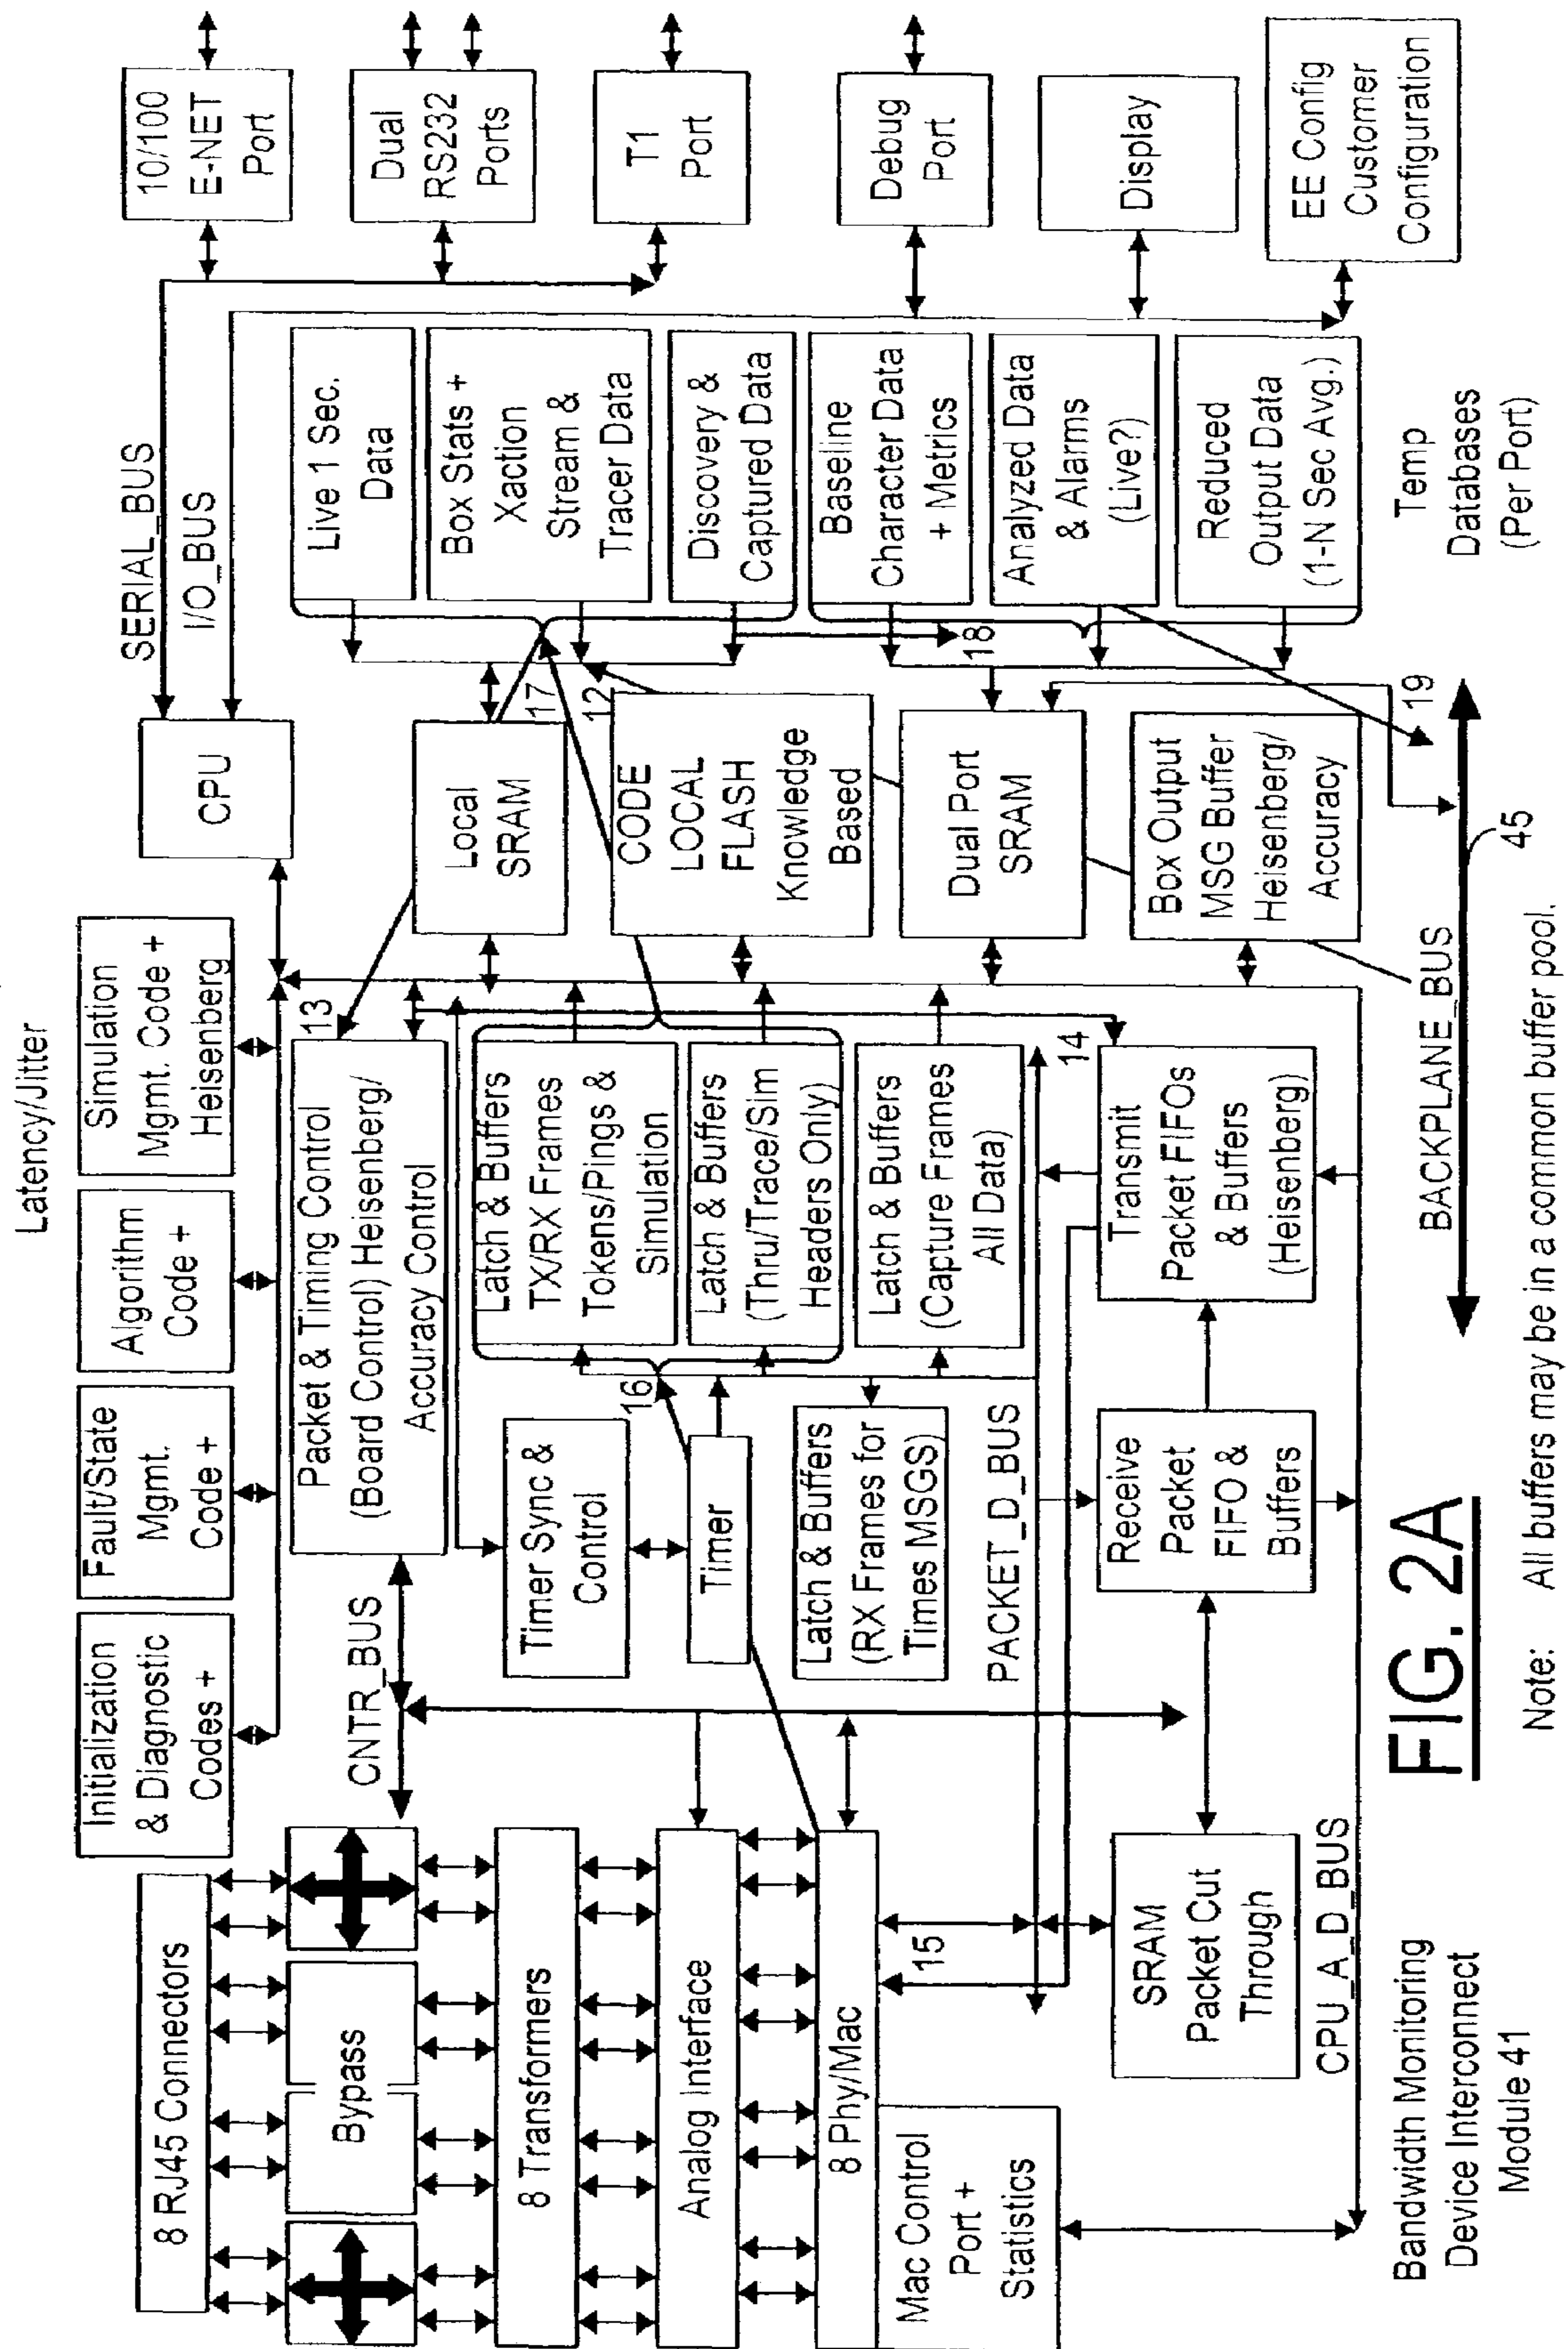 Latency/Jitter
Initialization
& Diagnostic
Codes +
Fault/State
Mgmt.
Code +
Algorithm
Code +
Simulation
Mgmt. Code +
Heisenberg
CPU
SERIAL_BUS
I/O_BUS
10/100
E-NET
Port
Dual
RS232
Ports
T1
Port
Debug
Port
Display
EE Config
Customer
Configuration
8 RJ45 Connectors
Bypass
8 Transformers
Analog Interface
8 Phy/Mac
Mac Control
Port +
Statistics
15
CNTR_BUS
Packet & Timing Control
(Board Control) Heisenberg/
Accuracy Control
13
Timer Sync &
Control
Timer
16
Latch & Buffers
TX/RX Frames
Tokens/Pings &
Simulation
Latch & Buffers
(Thru/Trace/Sim
Headers Only)
Latch & Buffers
(RX Frames for
Times MSGS)
Latch & Buffers
(Capture Frames
All Data)
PACKET_D_BUS
SRAM
Packet Cut
Through
Receive
Packet
FIFO &
Buffers
14
Transmit
Packet FIFOs
& Buffers
(Heisenberg)
CPU_A_D_BUS
Local
SRAM
17
12
CODE
LOCAL
FLASH
Knowledge
Based
Dual Port
SRAM
Box Output
MSG Buffer
Heisenberg/
Accuracy
18
19
Live 1 Sec.
Data
Box Stats +
Xaction
Stream &
Tracer Data
Discovery &
Captured Data
Baseline
Character Data
+ Metrics
Analyzed Data
& Alarms
(Live?)
Reduced
Output Data
(1-N Sec Avg.)
Temp
Databases
(Per Port)
BACKPLANE_BUS
45
Bandwidth Monitoring
Device Interconnect
Module 41
FIG. 2A
Note: All buffers may be in a common buffer pool.